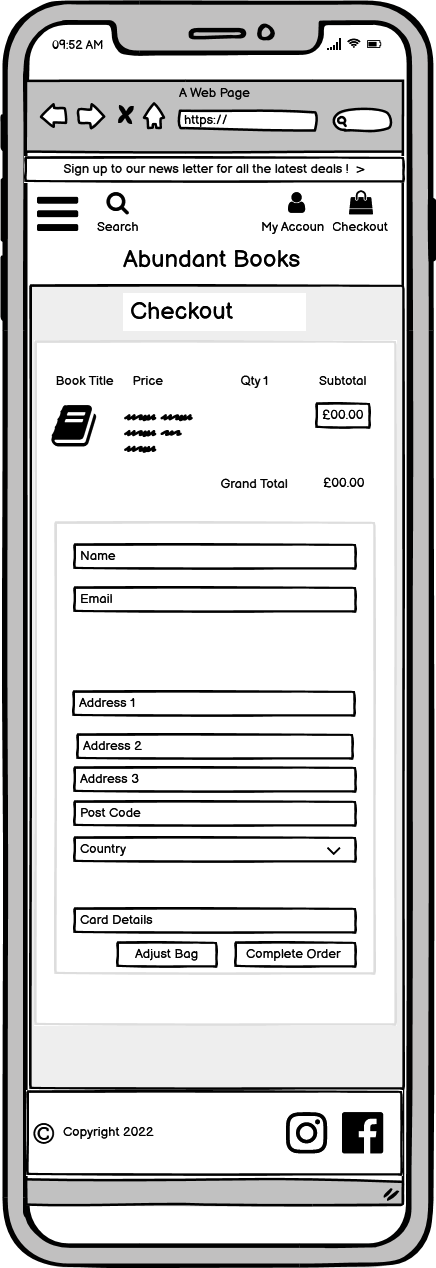 09:52 AM
A Web Page
https://
Sign up to our news letter for all the latest deals ! >
Search
My Accoun
Checkout
Abundant Books
Checkout
Book Title Price Qty 1 Subtotal
£00.00
Grand Total £00.00
Name
Email
Address 1
Address 2
Address 3
Post Code
Country
Card Details
Adjust Bag Complete Order
© Copyright 2022